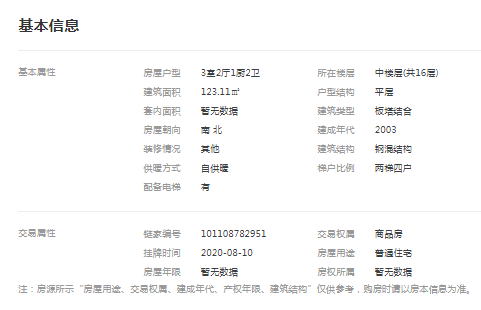 基本信息
基本属性 房屋户型 3室2厅1厨2卫 所在楼层 中楼层(共16层)
建筑面积 123.11㎡ 户型结构 平层
套内面积 暂无数据 建筑类型 板塔结合
房屋朝向 南 北 建成年代 2003
装修情况 其他 建筑结构 钢混结构
供暖方式 自供暖 梯户比例 两梯四户
配备电梯 有
交易属性 链家编号 101108782951 交易权属 商品房
挂牌时间 2020-08-10 房屋用途 普通住宅
房屋年限 暂无数据 房权所属 暂无数据
注：房源所示“房屋用途、交易权属、建成年代、产权年限、建筑结构”仅供参考，购房时请以房本信息为准。